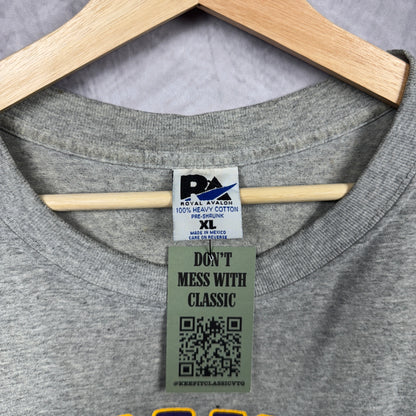 RA
ROYAL AVALON
100% HEAVY COTTON
PRE-SHRUNK
XL
MADE IN MEXICO
CARE ON REVERSE
DON'T
MESS WITH
CLASSIC
@KEEPITCLASSICVTG